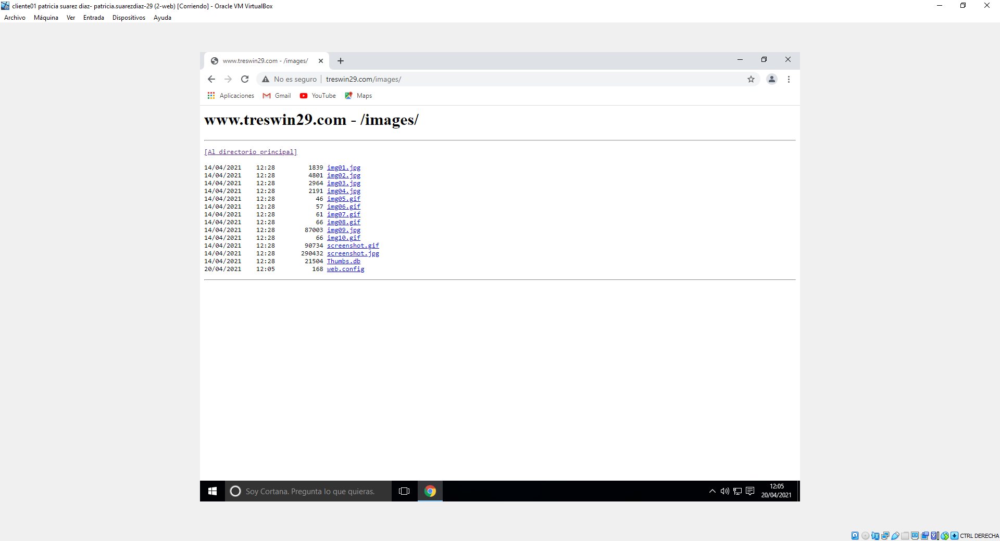 cliente01 patricia suarez diaz- patricia.suarezdiaz-29 (2-web) [Corriendo] - Oracle VM VirtualBox
Archivo Máquina Ver Entrada Dispositivos Ayuda
www.treswin29.com - /images/
No es seguro treswin29.com/images/
Aplicaciones Gmail YouTube Maps
www.treswin29.com - /images/
[Al directorio principal]
14/04/2021 12:28 1839 img01.jpg
14/04/2021 12:28 4801 img02.jpg
14/04/2021 12:28 2964 img03.jpg
14/04/2021 12:28 2191 img04.jpg
14/04/2021 12:28 46 img05.gif
14/04/2021 12:28 57 img06.gif
14/04/2021 12:28 61 img07.gif
14/04/2021 12:28 66 img08.gif
14/04/2021 12:28 87003 img09.jpg
14/04/2021 12:28 66 img10.gif
14/04/2021 12:28 90734 screenshot.gif
14/04/2021 12:28 290432 screenshot.jpg
14/04/2021 12:28 21504 Thumbs.db
20/04/2021 12:05 168 web.config
Soy Cortana. Pregunta lo que quieras.
12:05
20/04/2021
CTRL DERECHA